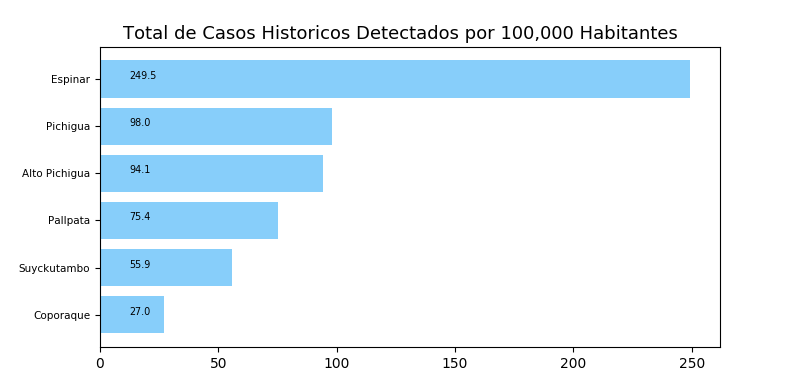 Total de Casos Historicos Detectados por 100,000 Habitantes
Espinar 249.5
Pichigua 98.0
Alto Pichigua 94.1
Pallpata 75.4
Suyckutambo 55.9
Coporaque 27.0
0 50 100 150 200 250